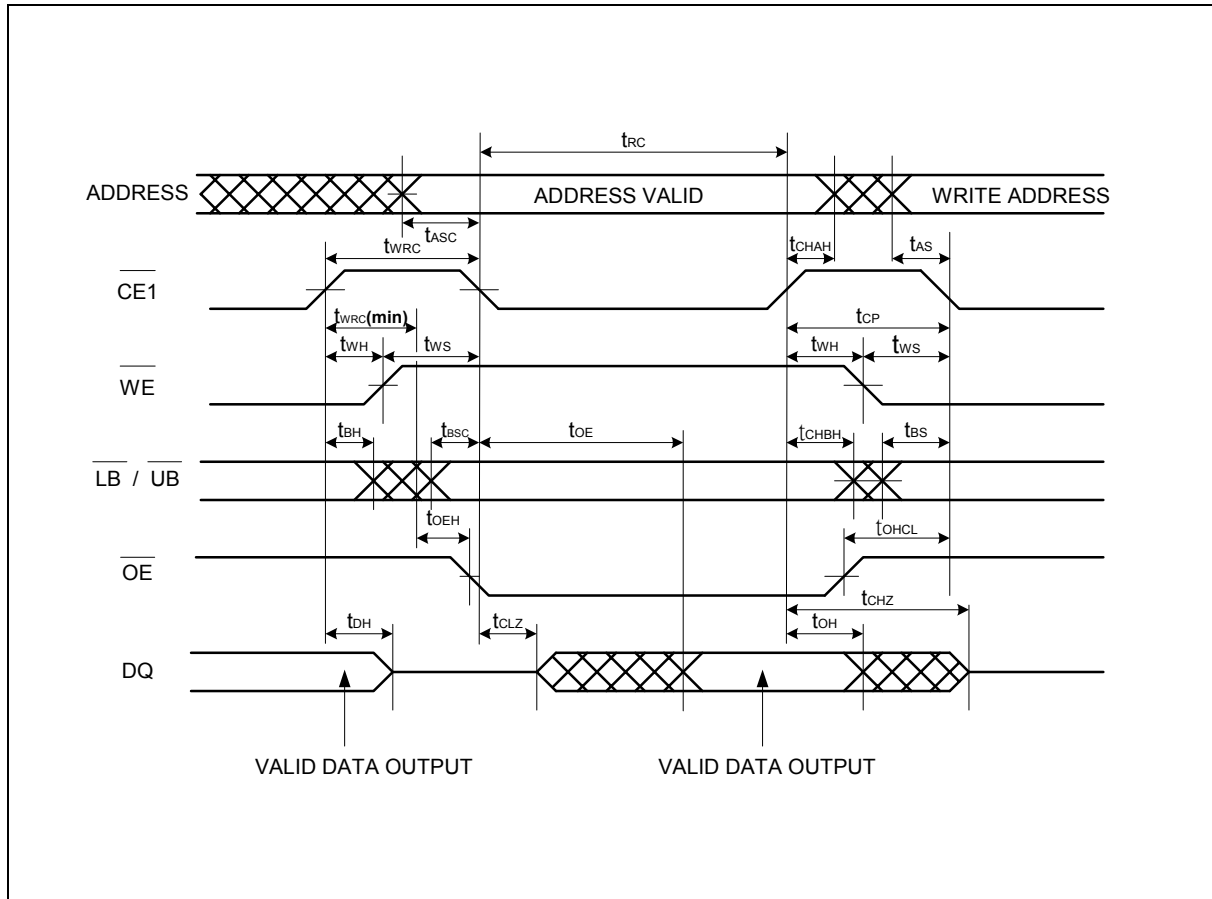 tRC
ADDRESS ADDRESS VALID WRITE ADDRESS
tASC
tWRC tCHAH tAS
CE1
tWRC(min) tCP
tWH tWS tWH tWS
WE
tBH tBSC tOE tCHBH tBS
LB / UB
tOEH tOHCL
OE
tCHZ
tDH tCLZ tOH
DQ
VALID DATA OUTPUT VALID DATA OUTPUT